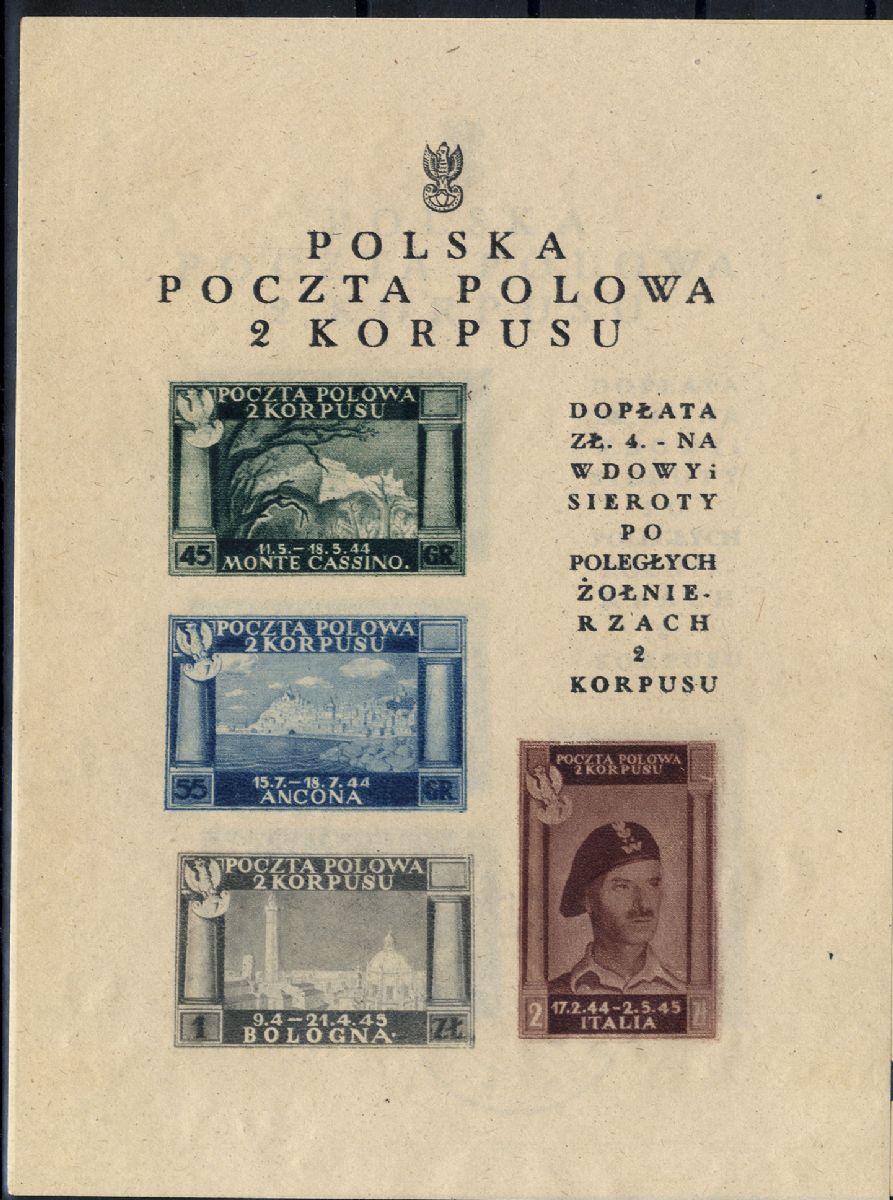 POLSKA
POCZTA POLOWA
2 KORPUSU
POCZTA POLOWA
2 KORPUSU
45
11.5.-18.5.44
GR
MONTE CASSINO.
DOPŁATA
ZŁ. 4. - NA
WDOWY i
SIEROTY
PO
POLEGŁYCH
ŻOŁNIE-
RZACH
2
KORPUSU
POCZTA POLOWA
2 KORPUSU
55
15.7.-18.7.44
GR
ANCONA
POCZTA POLOWA
2 KORPUSU
1
9.4-21.4.45
ZŁ
BOLOGNA.
POCZTA POLOWA
2 KORPUSU
2
17.2.44-2.5.45
ZŁ
ITALIA